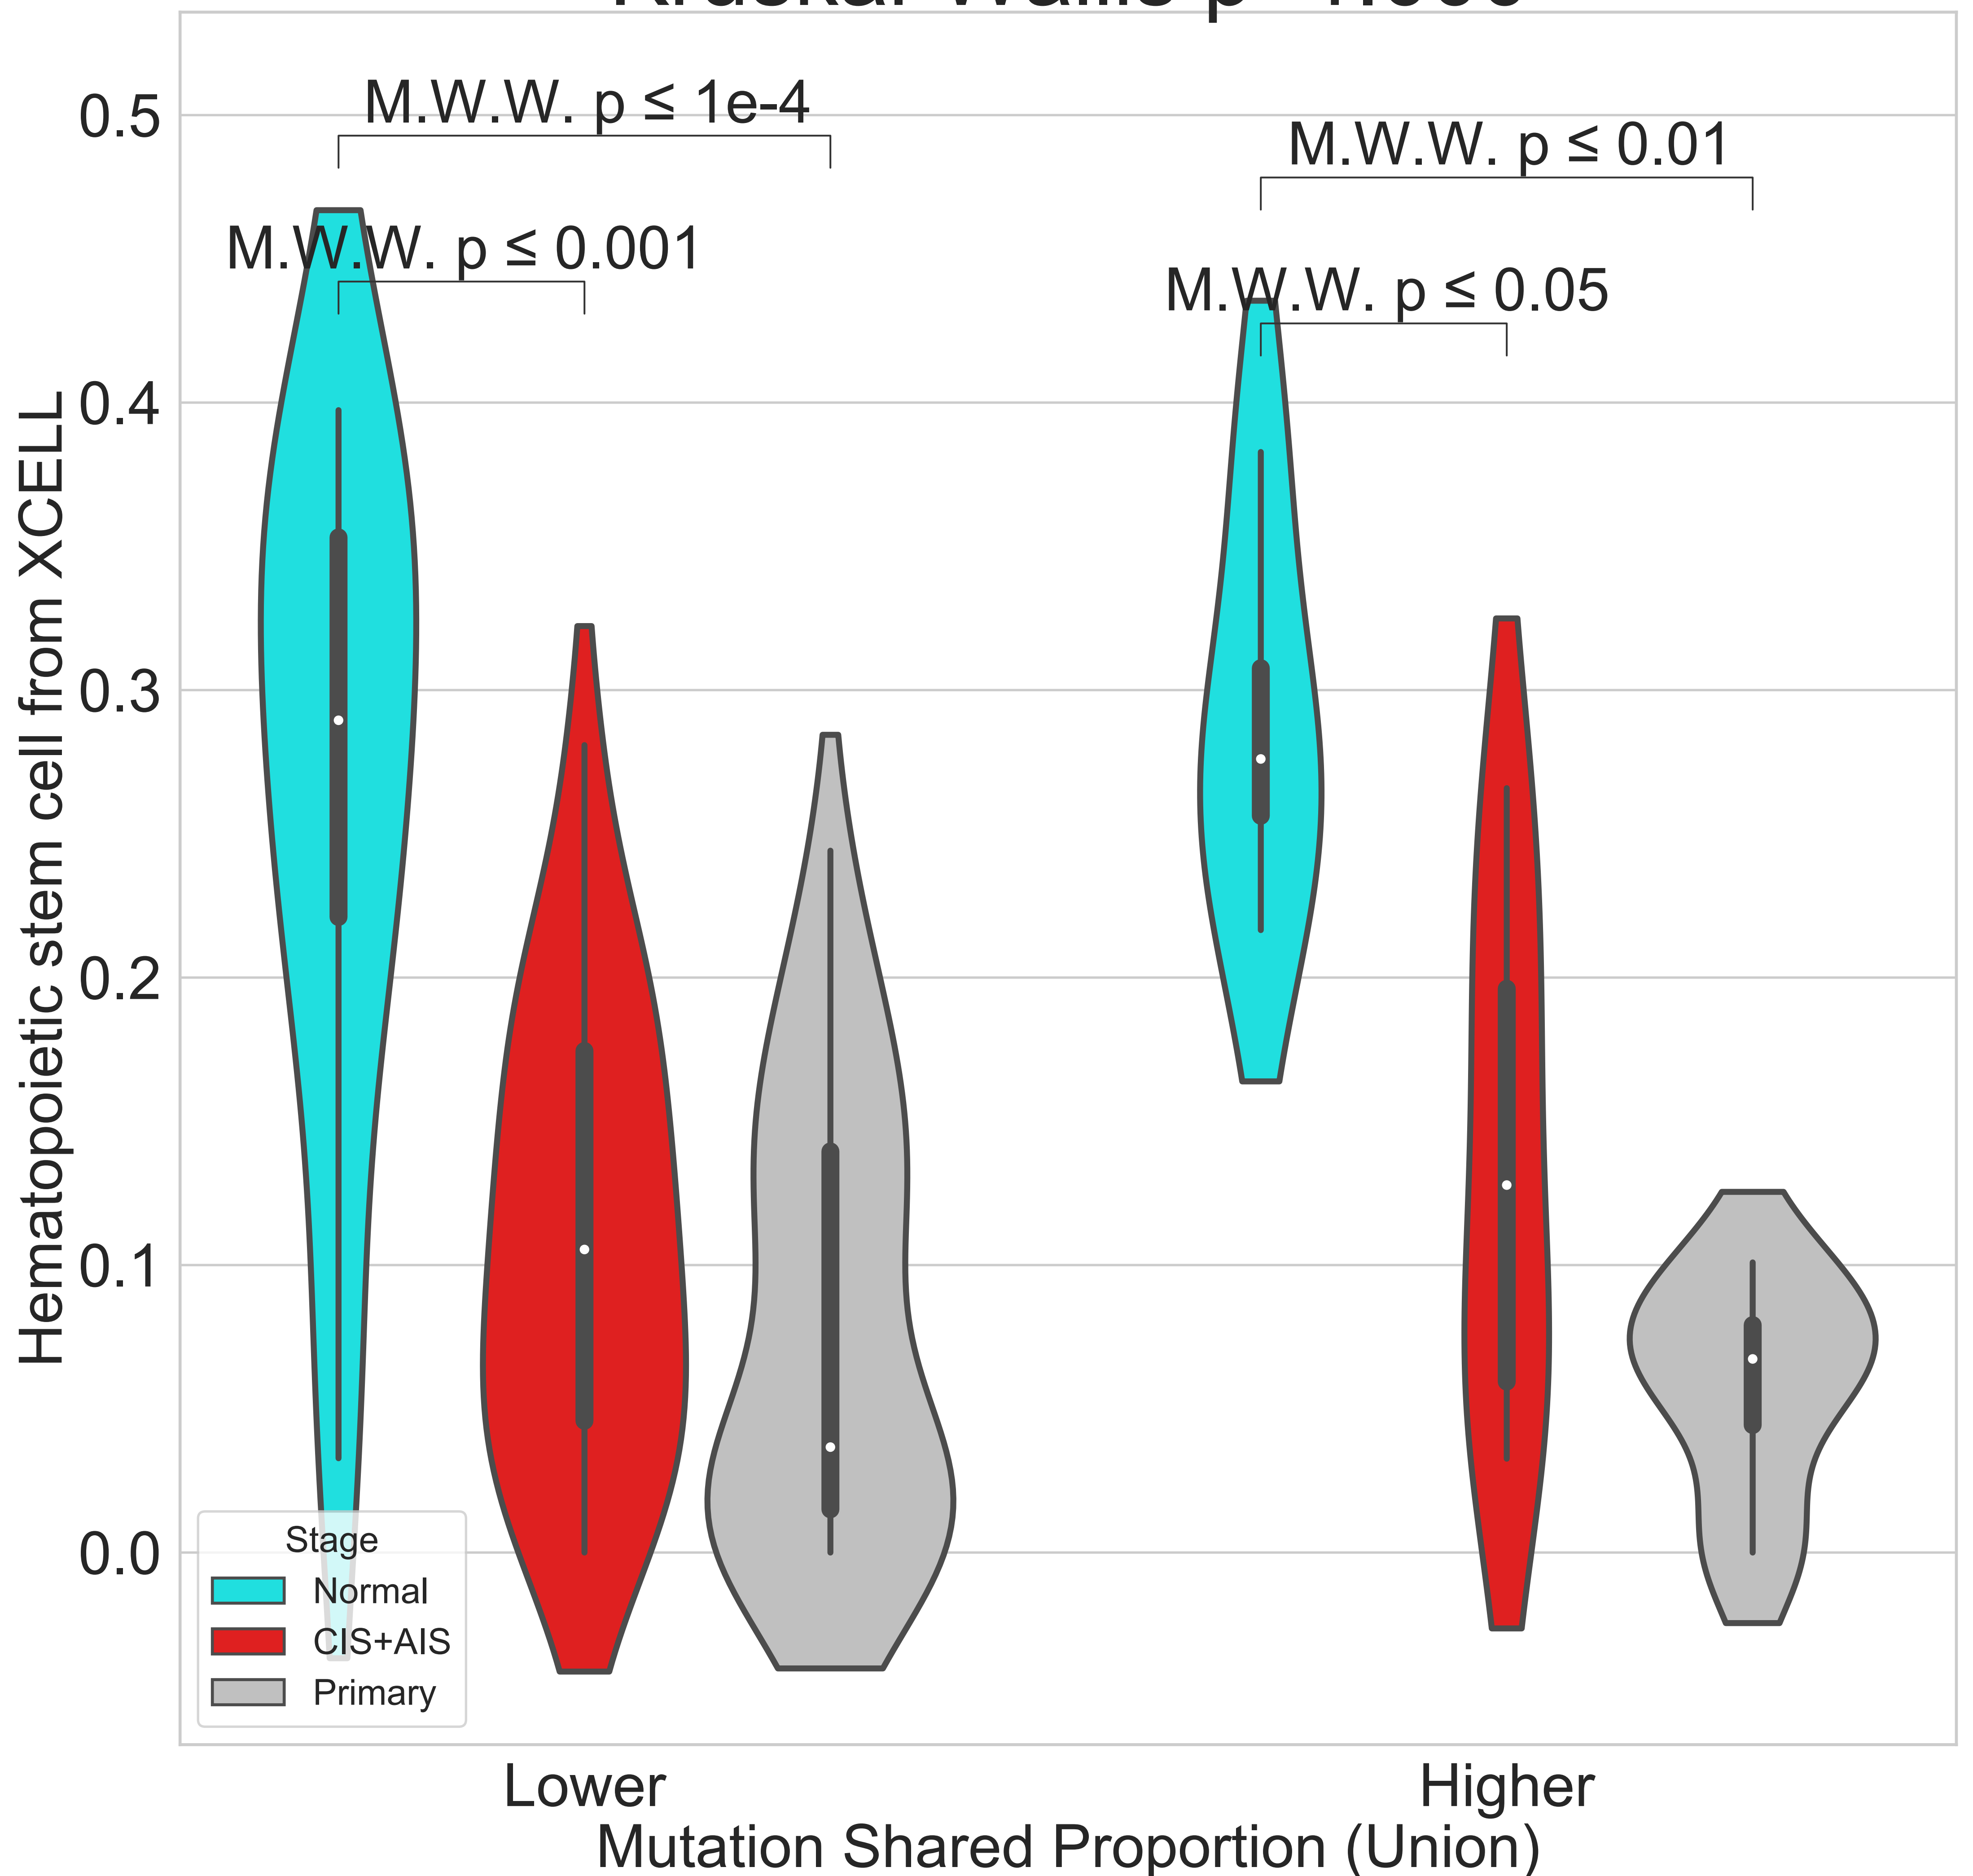 M.W.W. p ≤ 1e-4
M.W.W. p ≤ 0.01
M.W.W. p ≤ 0.001
M.W.W. p ≤ 0.05
Hematopoietic stem cell from XCELL
0.5
0.4
0.3
0.2
0.1
0.0
Stage
Normal
CIS+AIS
Primary
Lower
Higher
Mutation Shared Proportion (Union)